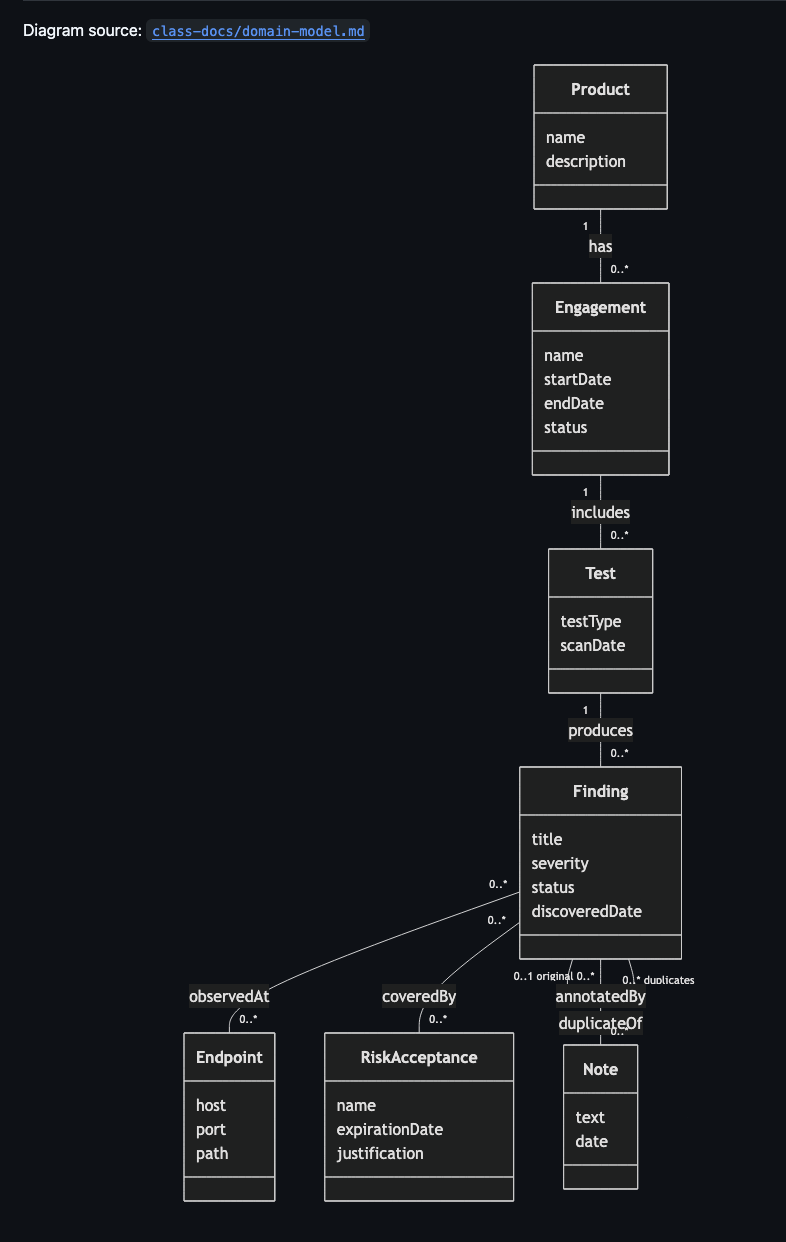 Diagram source: class-docs/domain-model.md
Product
name
description
1
has
0..*
Engagement
name
startDate
endDate
status
1
includes
0..*
Test
testType
scanDate
1
produces
0..*
Finding
title
severity
status
discoveredDate
0..*
0..*
0..1 original 0..*
0..* duplicates
observedAt
coveredBy
annotatedBy
0..*
0..*
duplicateOf
0..*
Endpoint
host
port
path
RiskAcceptance
name
expirationDate
justification
Note
text
date